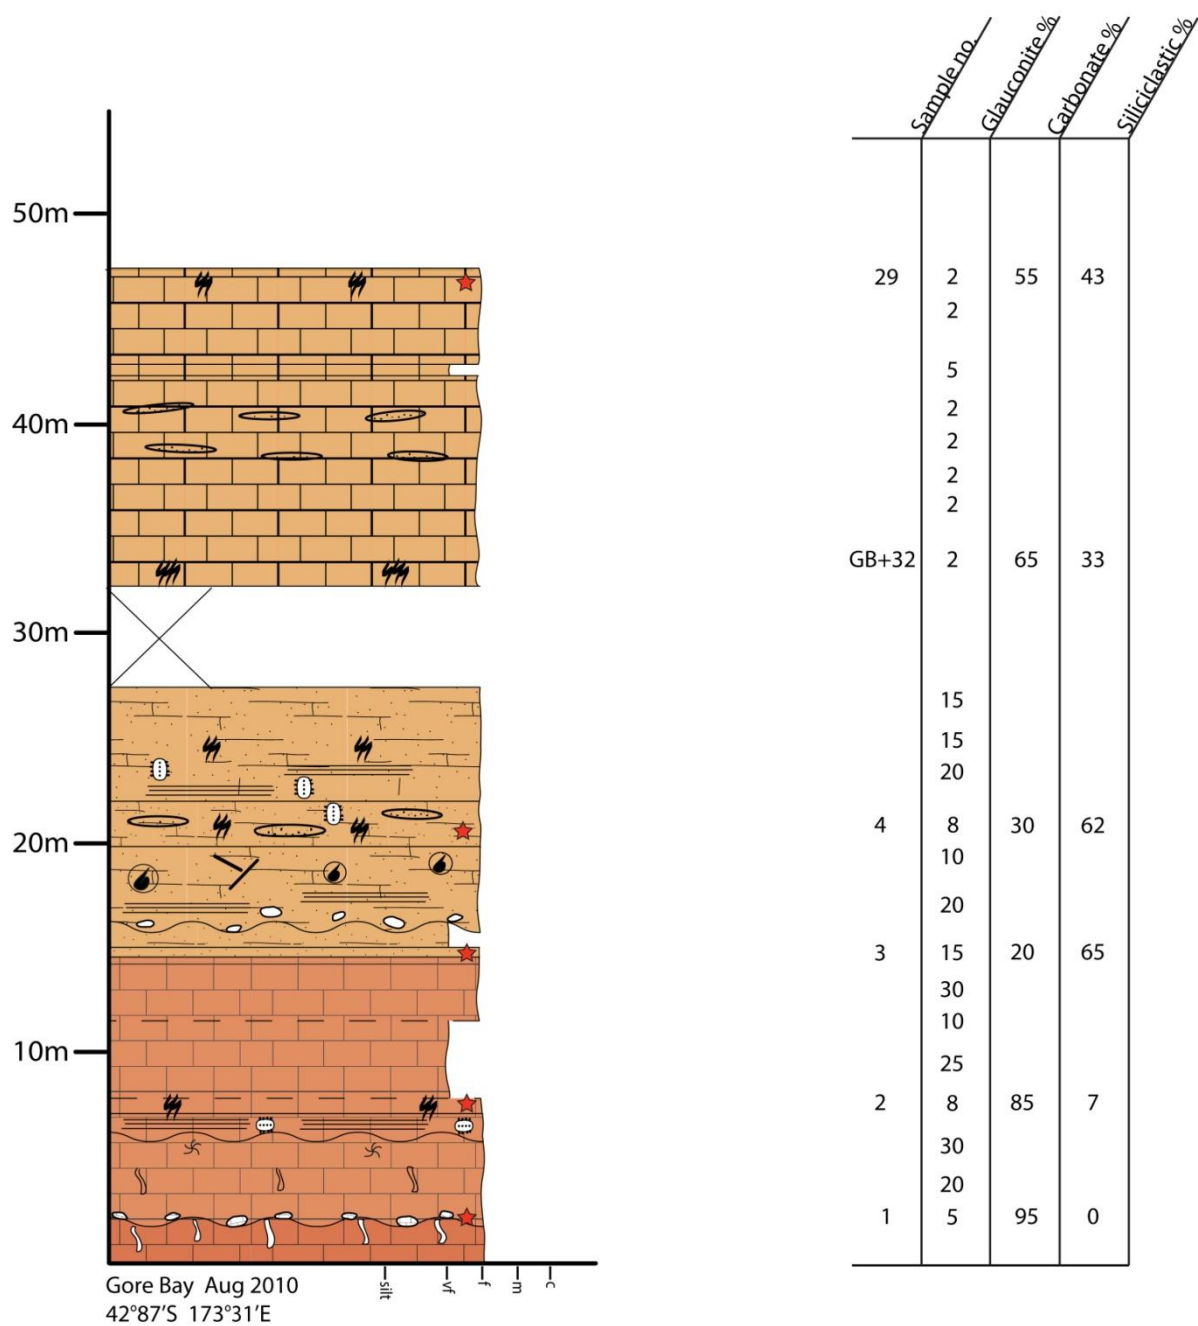 Sample no.
Glauconite %
Carbonate %
Siliciclastic %
50m
29 2 55 43
2
5
40m
2
2
2
2
GB+32 2 65 33
30m
15
15
20
20m
4 8 30 62
10
20
3 15 20 65
30
10
10m
25
2 8 85 7
30
20
1 5 95 0
silt vf f m c
Gore Bay Aug 2010
42°87'S 173°31'E